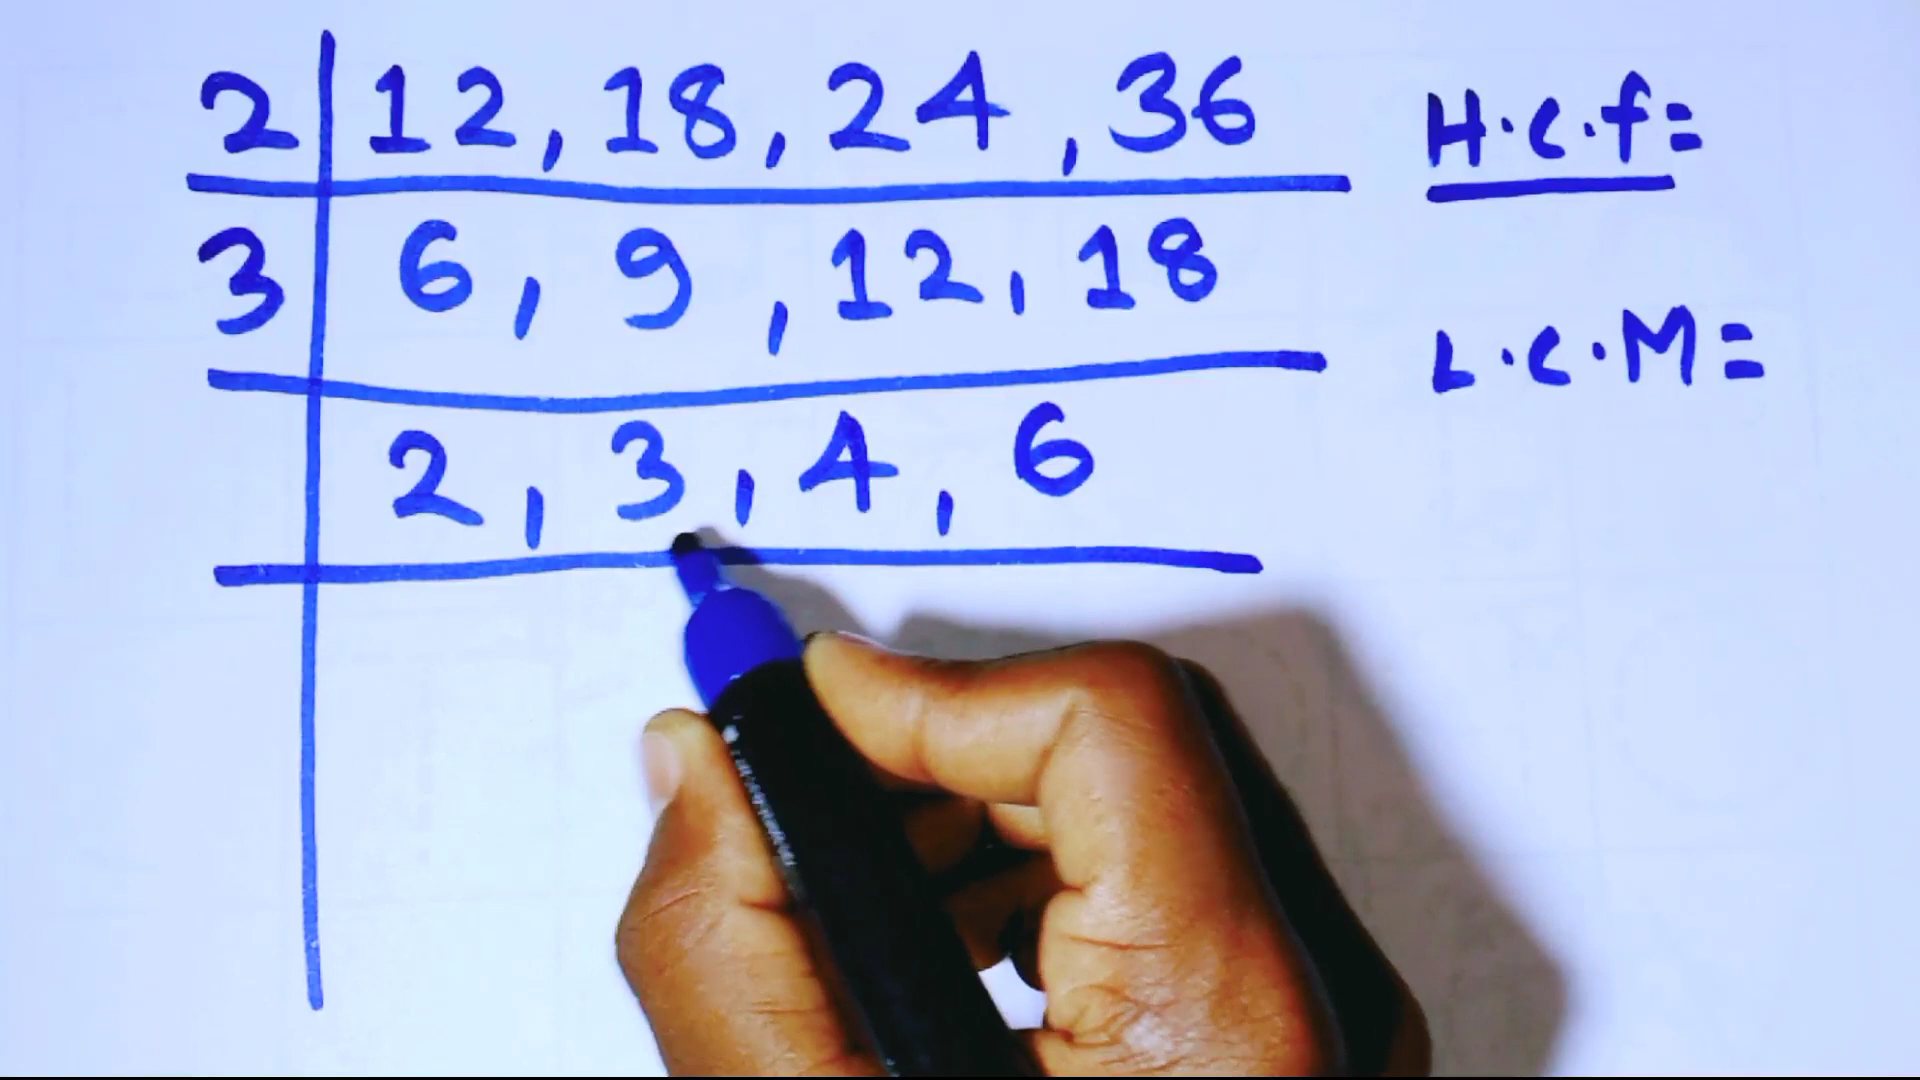 2 | 12, 18, 24, 36
3 | 6, 9, 12, 18
2, 3, 4, 6
H.C.f=
L.C.M=